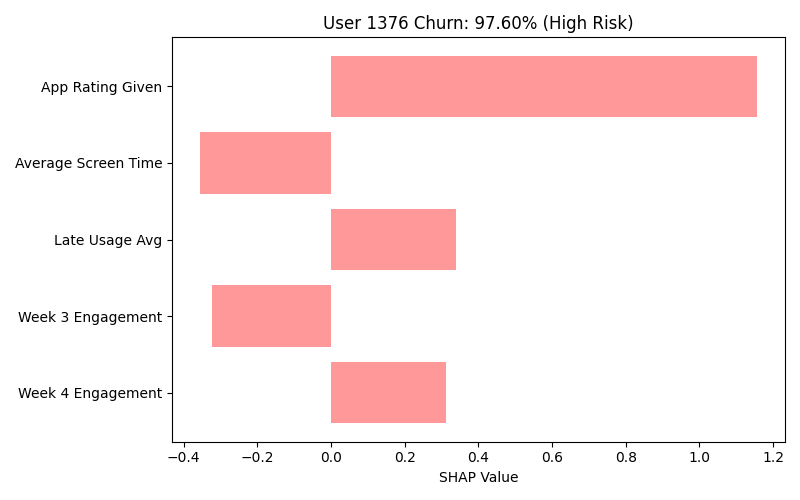 User 1376 Churn: 97.60% (High Risk)
App Rating Given
Average Screen Time
Late Usage Avg
Week 3 Engagement
Week 4 Engagement
−0.4 −0.2 0.0 0.2 0.4 0.6 0.8 1.0 1.2
SHAP Value